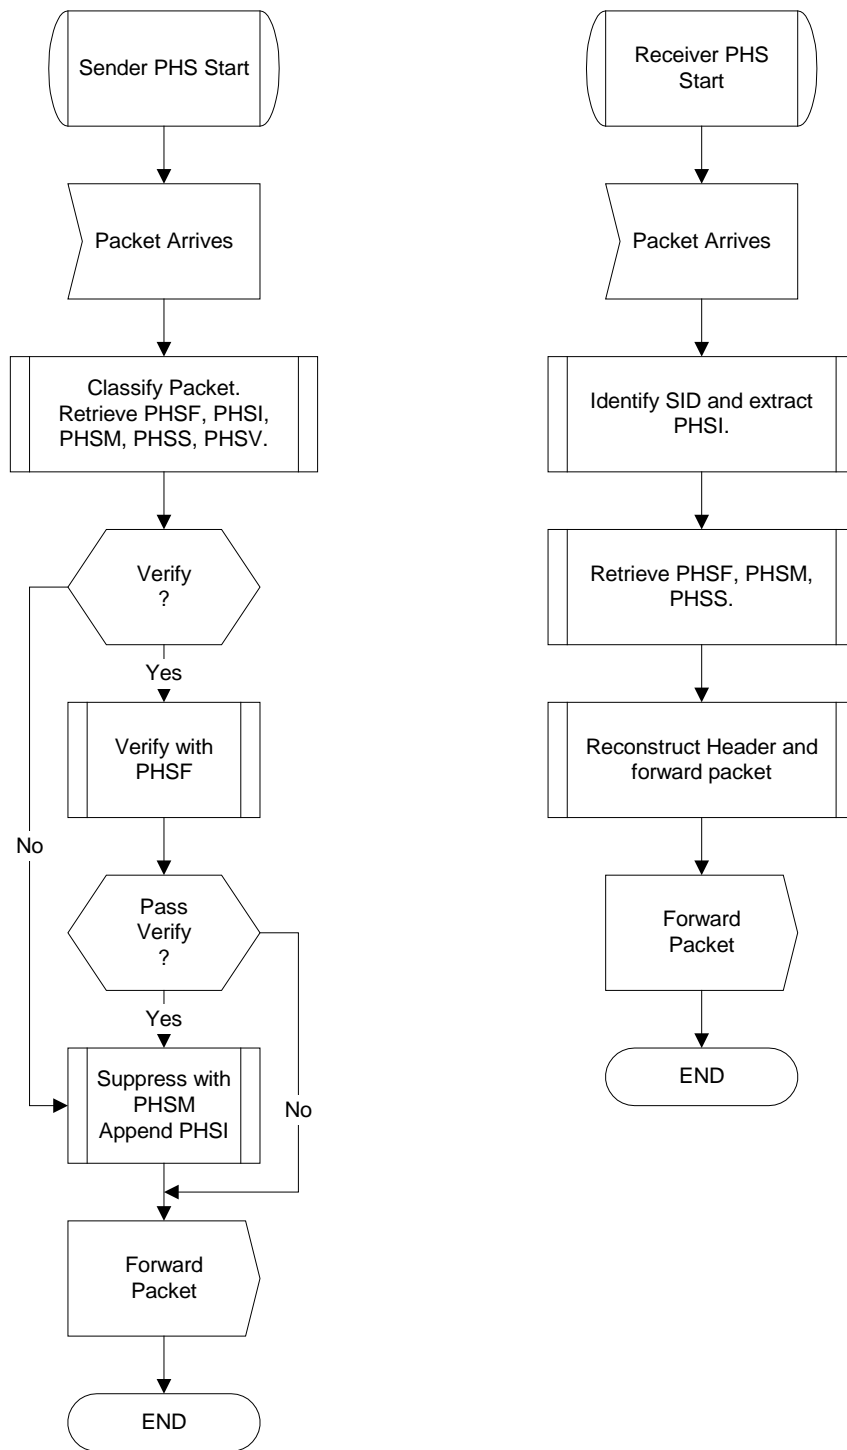 Sender PHS Start
Packet Arrives
Classify Packet.
Retrieve PHSF, PHSI,
PHSM, PHSS, PHSV.
Verify
?
Yes
Verify with
PHSF
No
Pass
Verify
?
Yes
Suppress with
PHSM
Append PHSI
No
Forward
Packet
END
Receiver PHS
Start
Packet Arrives
Identify SID and extract
PHSI.
Retrieve PHSF, PHSM,
PHSS.
Reconstruct Header and
forward packet
Forward
Packet
END